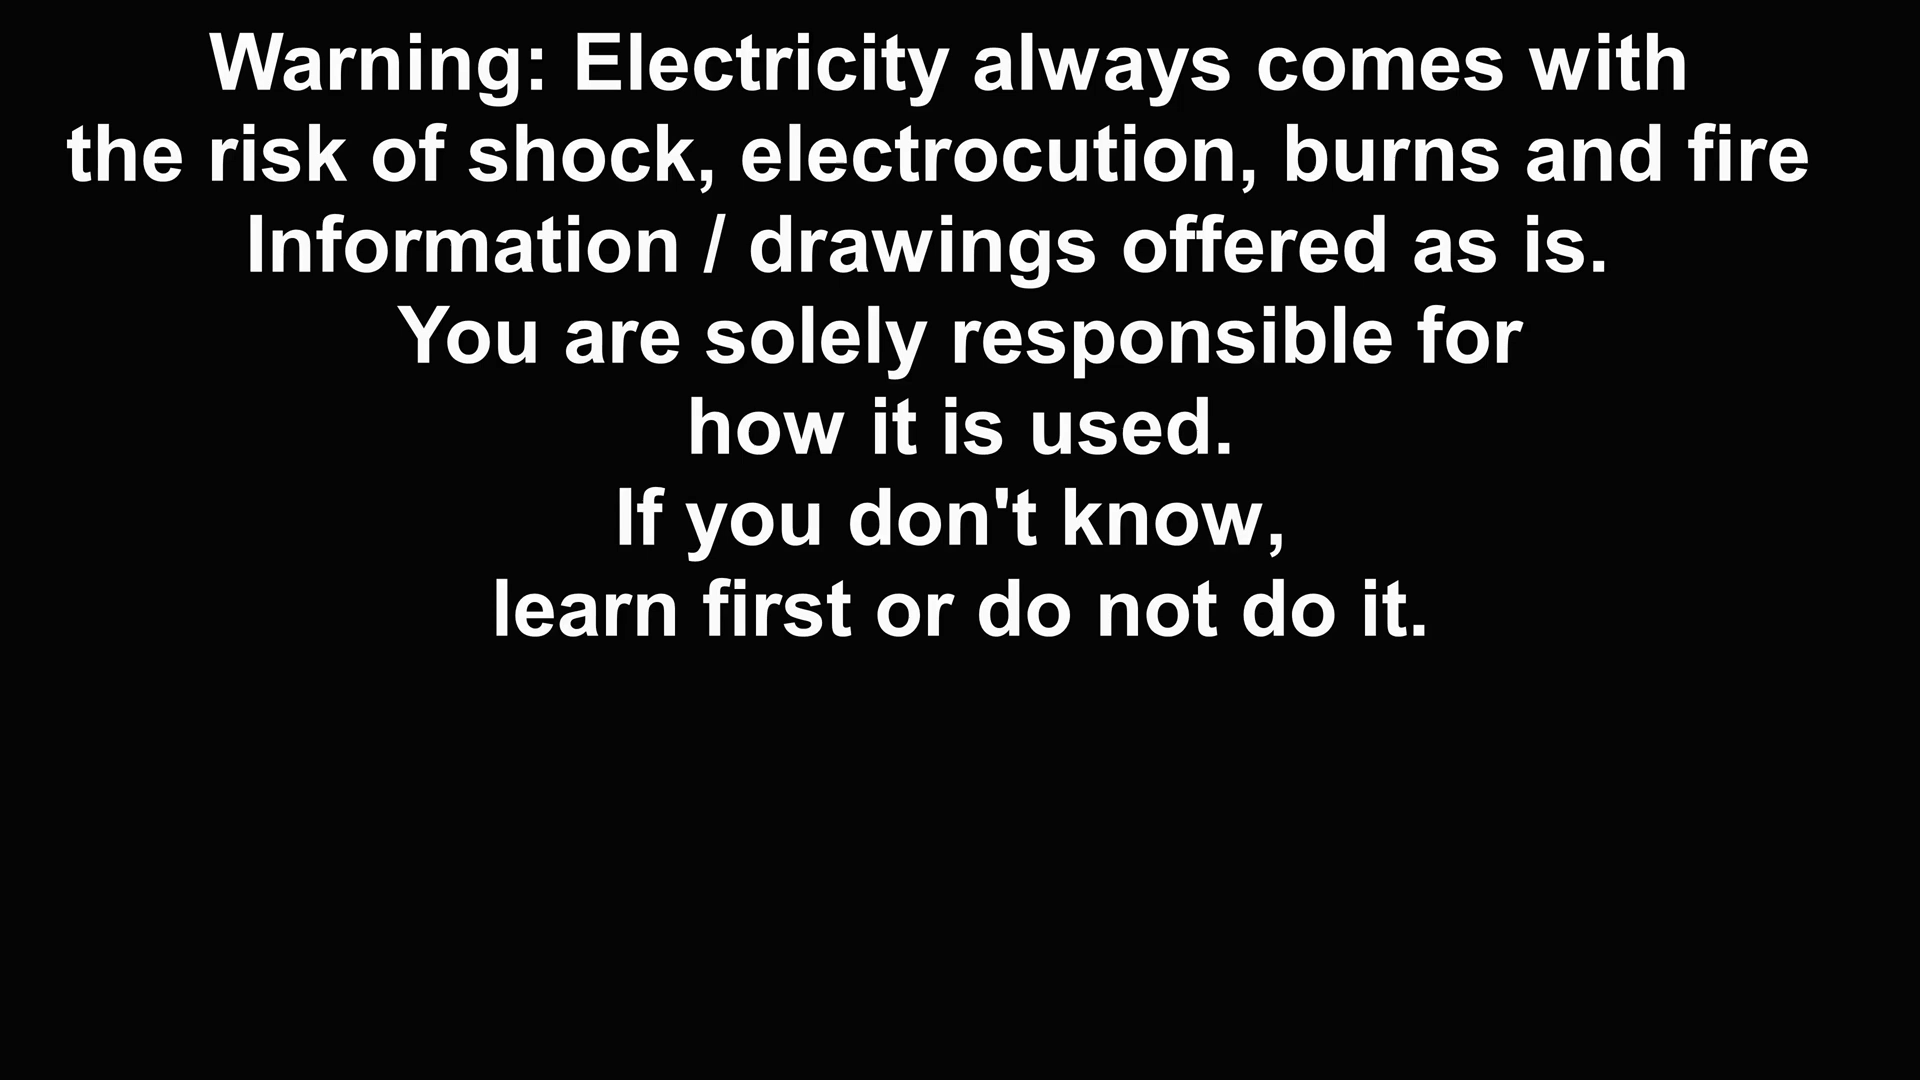 Warning: Electricity always comes with
the risk of shock, electrocution, burns and fire
Information / drawings offered as is.
You are solely responsible for
how it is used.
If you don't know,
learn first or do not do it.